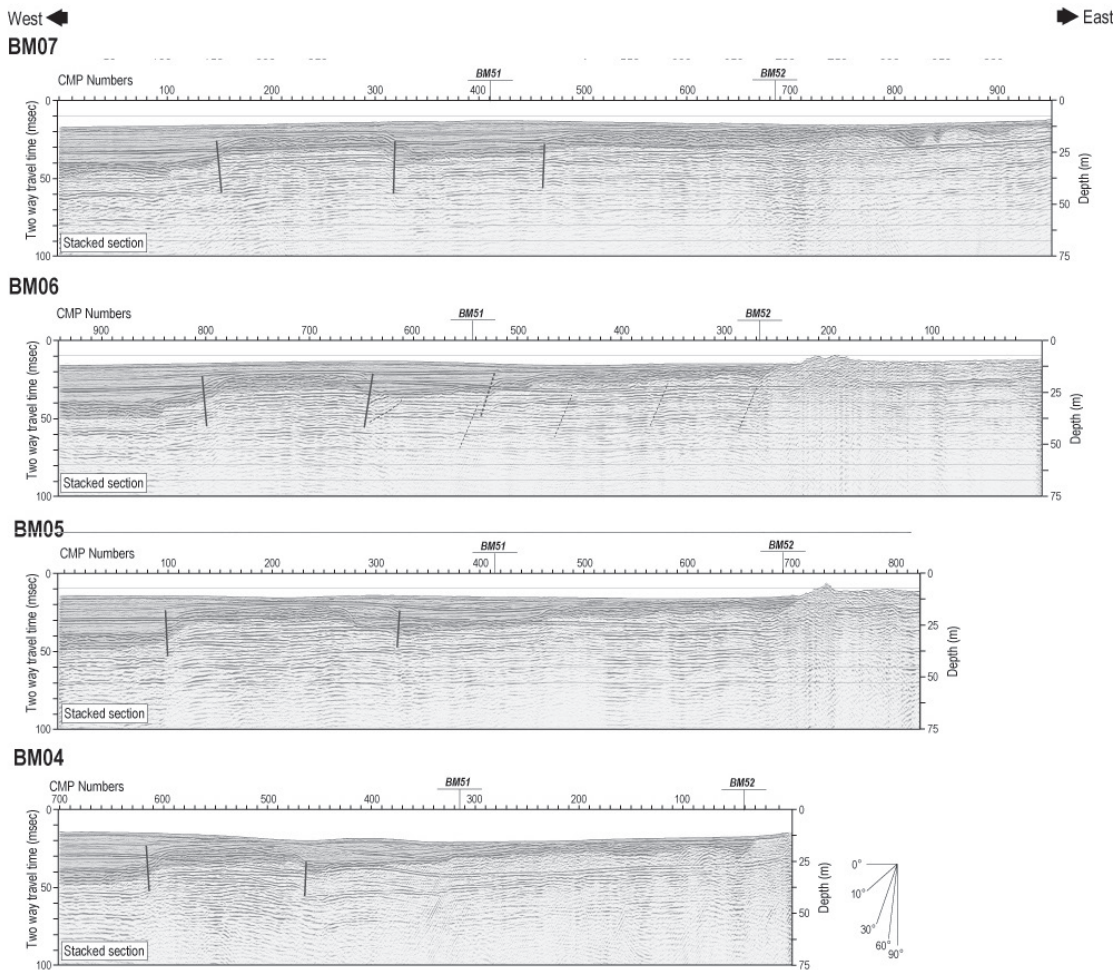 West East
BM07
CMP Numbers BM51 BM52
100 200 300 400 500 600 700 800 900
0 0
25
50
50
100 75
Two way travel time (msec)
Depth (m)
Stacked section
BM06
CMP Numbers BM51 BM52
900 800 700 600 500 400 300 200 100
0 0
25
50
50
100 75
Two way travel time (msec)
Depth (m)
Stacked section
BM05
CMP Numbers BM51 BM52
100 200 300 400 500 600 700 800
0 0
25
50
50
100 75
Two way travel time (msec)
Depth (m)
Stacked section
BM04
CMP Numbers BM51 BM52
700 600 500 400 300 200 100
0 0
25
50
50
100 75
Two way travel time (msec)
Depth (m)
Stacked section
0°
10°
30°
60°
90°